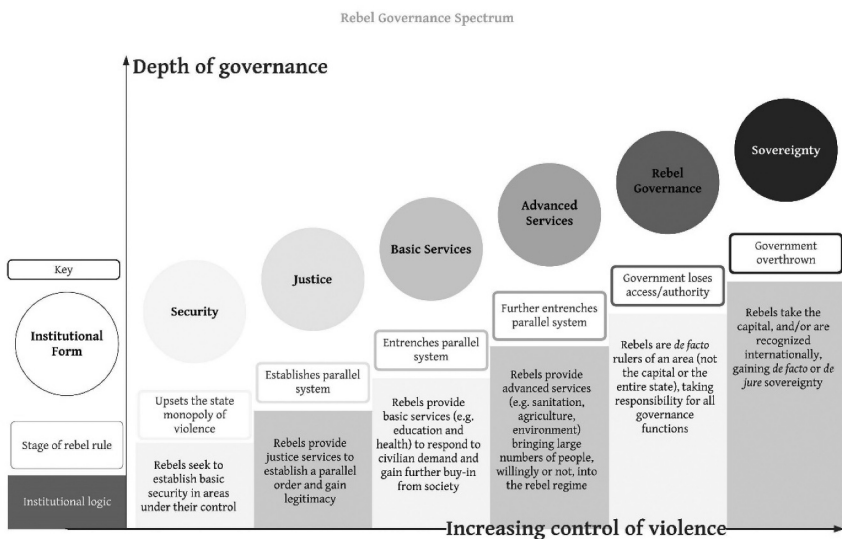 Rebel Governance Spectrum
Depth of governance
Key
Institutional
Form
Stage of rebel rule
Institutional logic
Security
Upsets the state
monopoly of
violence
Rebels seek to
establish basic
security in areas
under their control
Justice
Establishes parallel
system
Rebels provide
justice services to
establish a parallel
order and gain
legitimacy
Basic Services
Entrenches parallel
system
Rebels provide
basic services (e.g.
education and
health) to respond to
civilian demand and
gain further buy-in
from society
Advanced
Services
Further entrenches
parallel system
Rebels provide
advanced services
(e.g. sanitation,
agriculture,
environment)
bringing large
numbers of people,
willingly or not, into
the rebel regime
Rebel
Governance
Government loses
access/authority
Rebels are de facto
rulers of an area (not
the capital or the
entire state), taking
responsibility for all
governance
functions
Sovereignty
Government
overthrown
Rebels take the
capital, and/or are
recognized
internationally,
gaining de facto or de
jure sovereignty
Increasing control of violence